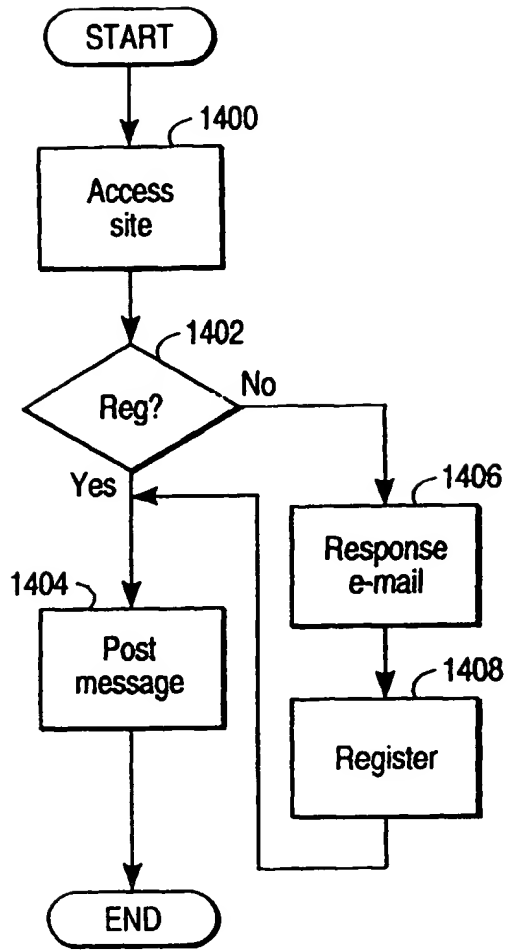 START
1400
Access
site
1402
Reg?
No
Yes
1406
Response
e-mail
1404
Post
message
1408
Register
END